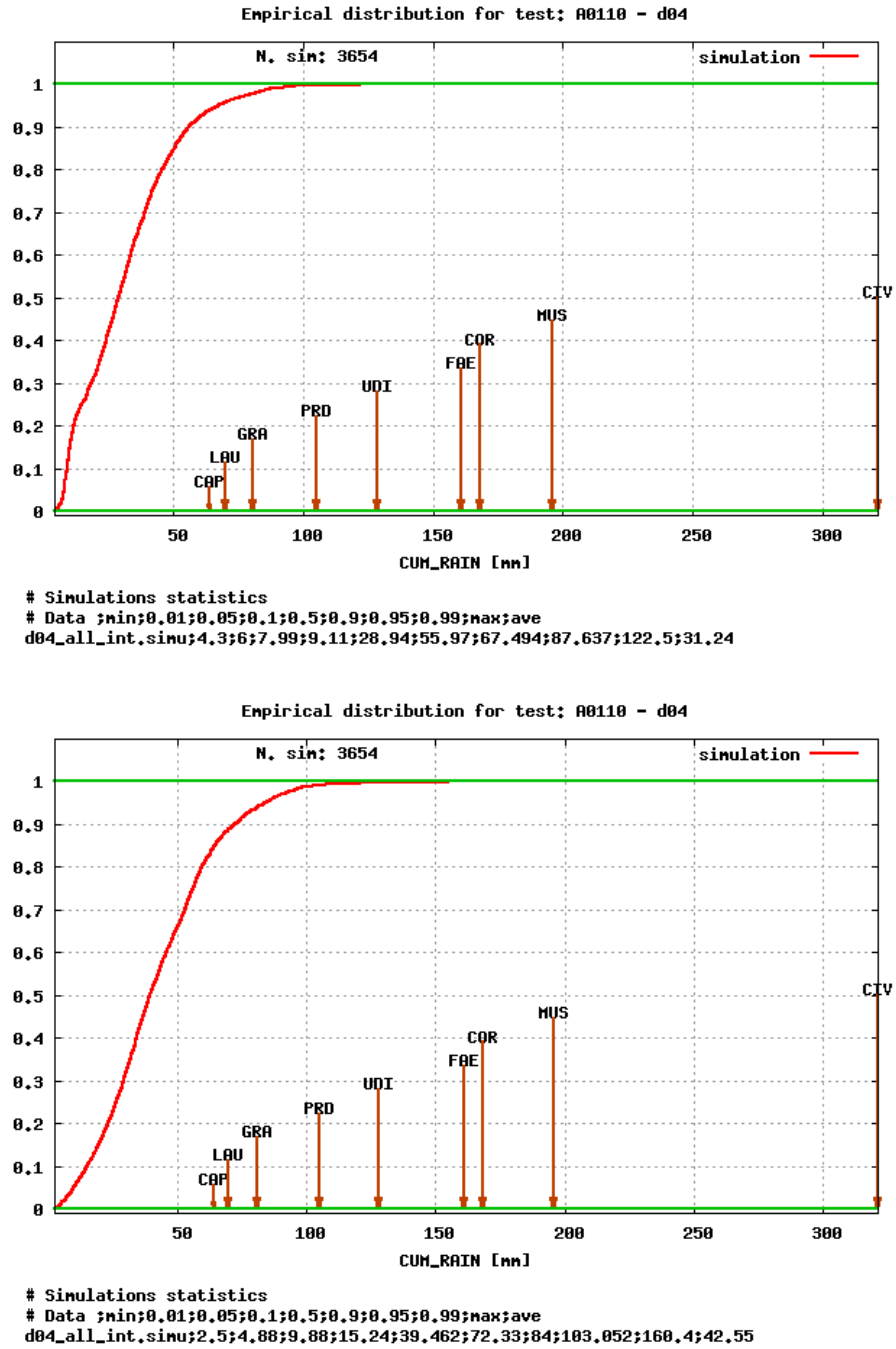 Empirical distribution for test: A0110 - d04
N. sim: 3654 simulation
1
0.9
0.8
0.7
0.6
0.5 CIV
MUS
0.4 COR
FAE
0.3 UDI
PRD
0.2 GRA
LAU
0.1 CAP
0
50 100 150 200 250 300
CUM_RAIN [mm]
# Simulations statistics
# Data ;min;0.01;0.05;0.1;0.5;0.9;0.95;0.99;max;ave
d04_all_int.simu;4.3;6;7.99;9.11;28.94;55.97;67.494;87.637;122.5;31.24
Empirical distribution for test: A0110 - d04
N. sim: 3654 simulation
1
0.9
0.8
0.7
0.6
0.5 CIV
MUS
0.4 COR
FAE
0.3 UDI
PRD
0.2 GRA
LAU
0.1 CAP
0
50 100 150 200 250 300
CUM_RAIN [mm]
# Simulations statistics
# Data ;min;0.01;0.05;0.1;0.5;0.9;0.95;0.99;max;ave
d04_all_int.simu;2.5;4.88;9.88;15.24;39.462;72.33;84;103.052;160.4;42.55